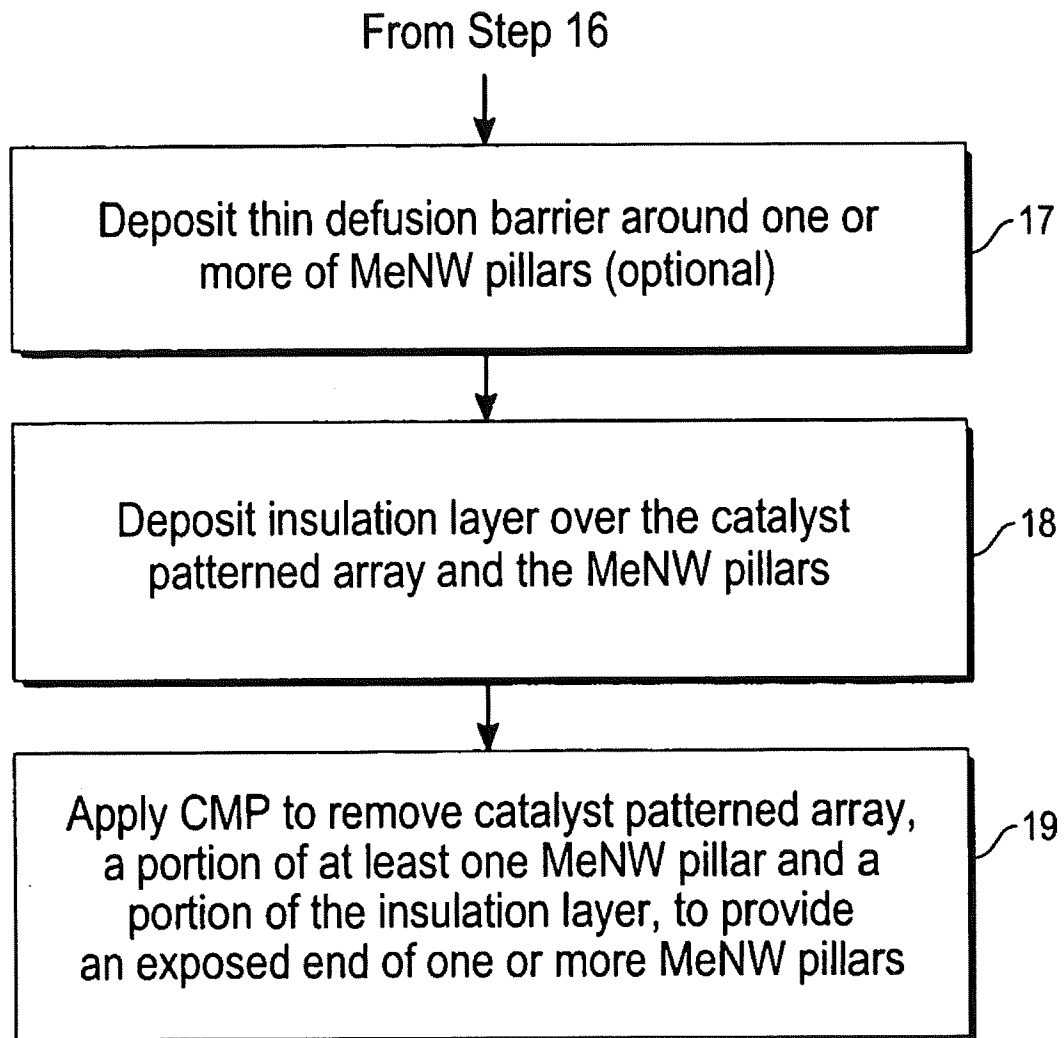 From Step 16
Deposit thin defusion barrier around one or
more of MeNW pillars (optional)
17
Deposit insulation layer over the catalyst
patterned array and the MeNW pillars
18
Apply CMP to remove catalyst patterned array,
a portion of at least one MeNW pillar and a
portion of the insulation layer, to provide
an exposed end of one or more MeNW pillars
19